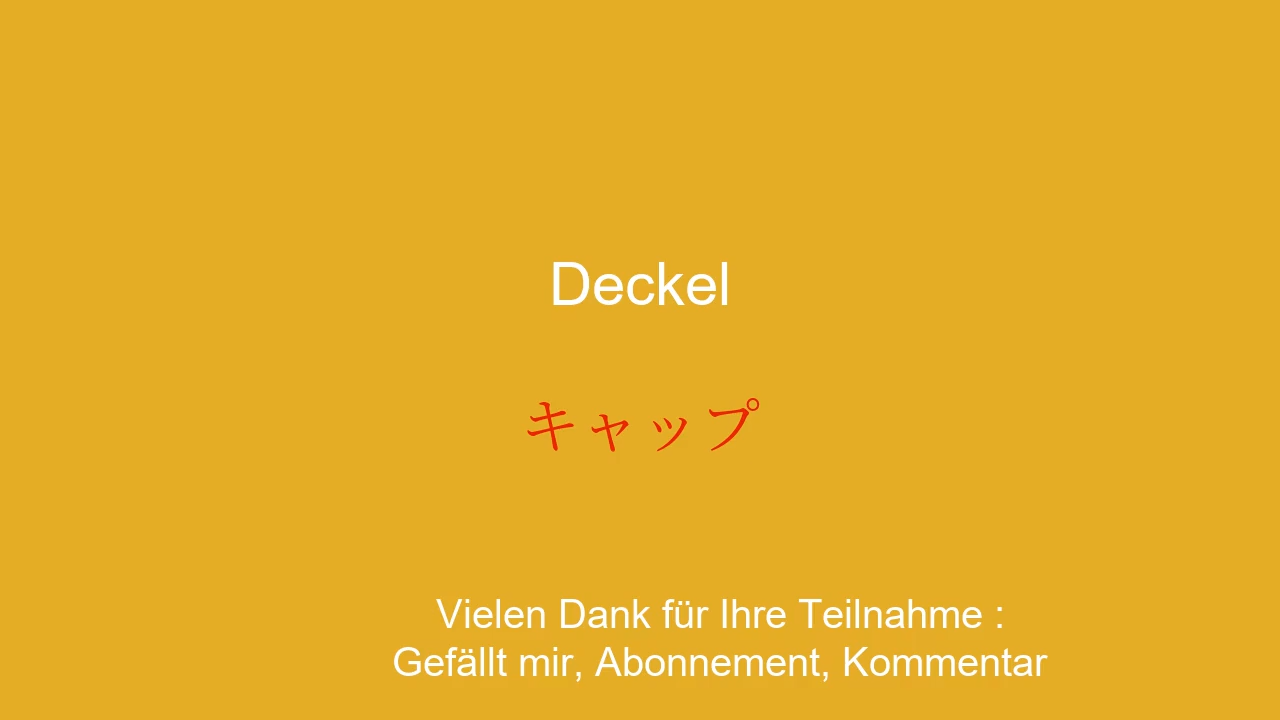 Deckel
キャップ
Vielen Dank für Ihre Teilnahme :
Gefällt mir, Abonnement, Kommentar